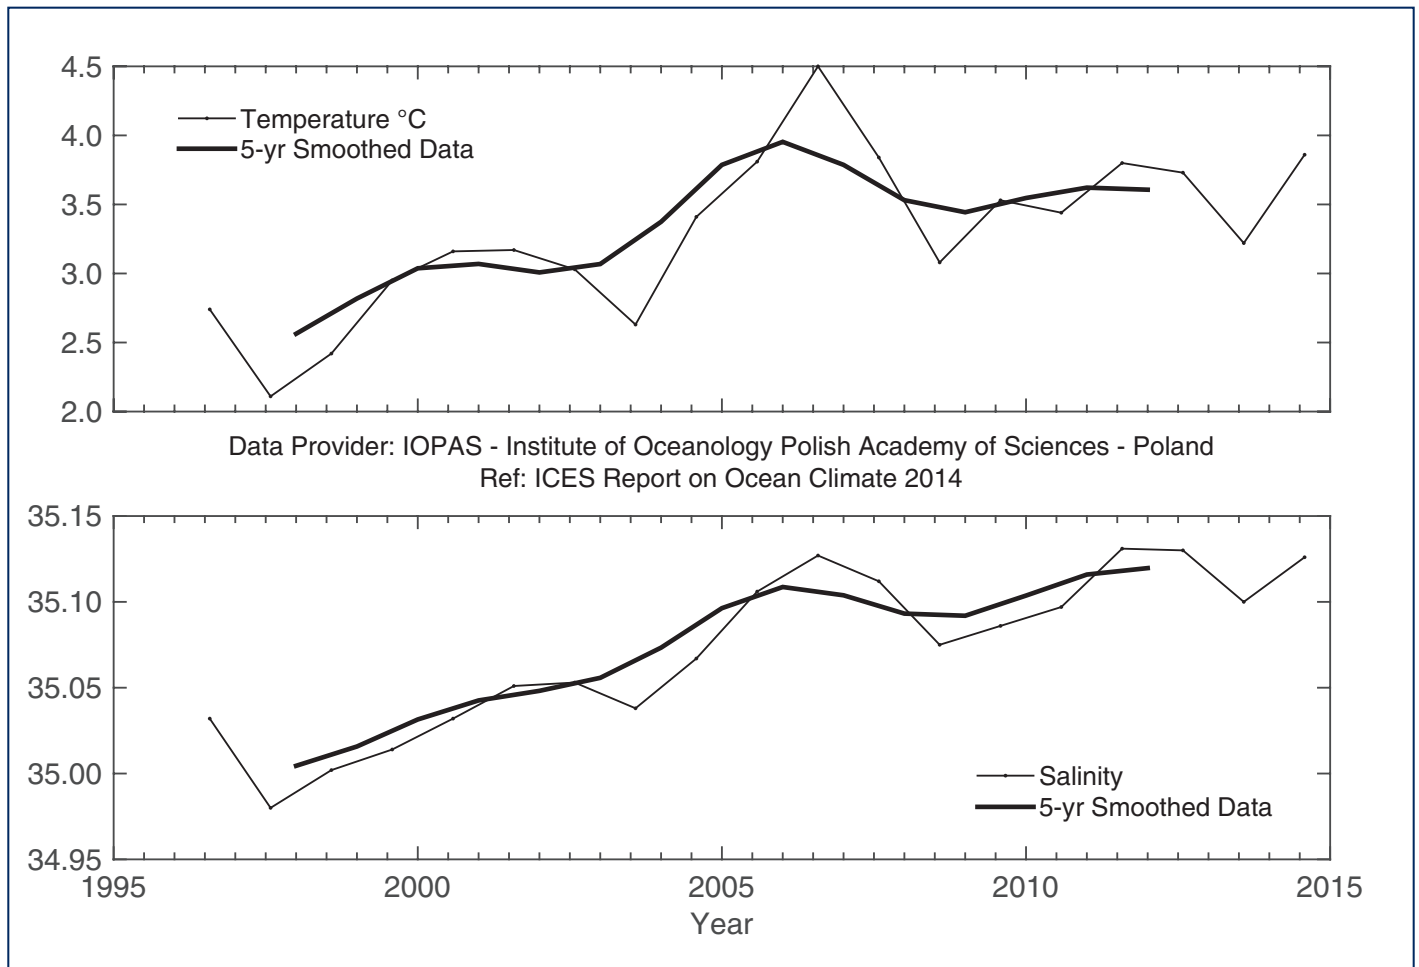 4.5
4.0
3.5
3.0
2.5
2.0
Temperature °C
5-yr Smoothed Data
Data Provider: IOPAS - Institute of Oceanology Polish Academy of Sciences - Poland
Ref: ICES Report on Ocean Climate 2014
35.15
35.10
35.05
35.00
34.95
Salinity
5-yr Smoothed Data
1995 2000 2005 2010 2015
Year